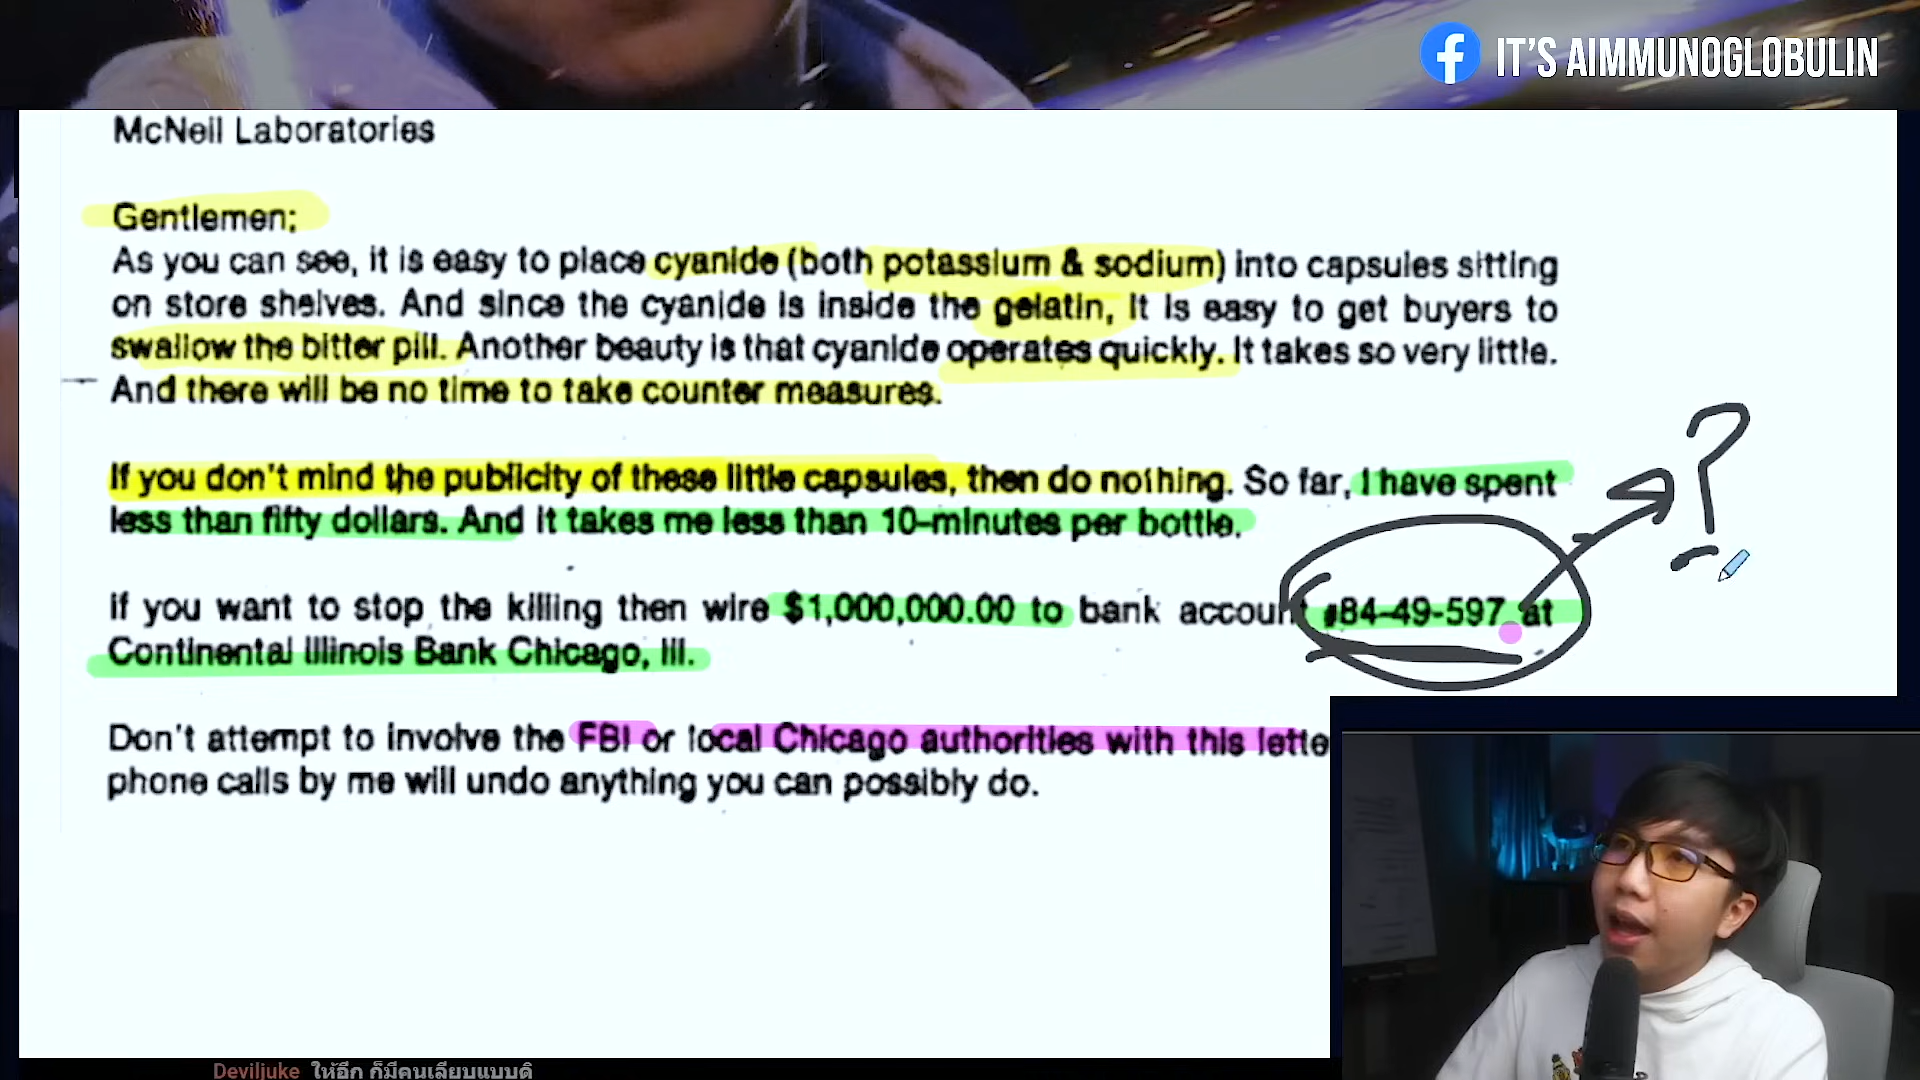 IT'S AIMMUNOGLOBULIN
McNeil Laboratories
Gentlemen;
As you can see, it is easy to place cyanide (both potassium & sodium) into capsules sitting
on store shelves. And since the cyanide is inside the gelatin, it is easy to get buyers to
swallow the bitter pill. Another beauty is that cyanide operates quickly. It takes so very little.
And there will be no time to take counter measures.
If you don't mind the publicity of these little capsules, then do nothing. So far, I have spent
less than fifty dollars. And it takes me less than 10-minutes per bottle.
If you want to stop the killing then wire $1,000,000.00 to bank account #84-49-597 at
Continental Illinois Bank Chicago, Ill.
?
Don't attempt to involve the FBI or local Chicago authorities with this lette
phone calls by me will undo anything you can possibly do.
Deviljuke ให้อีก ก็มีคนเลียบแบบดิ